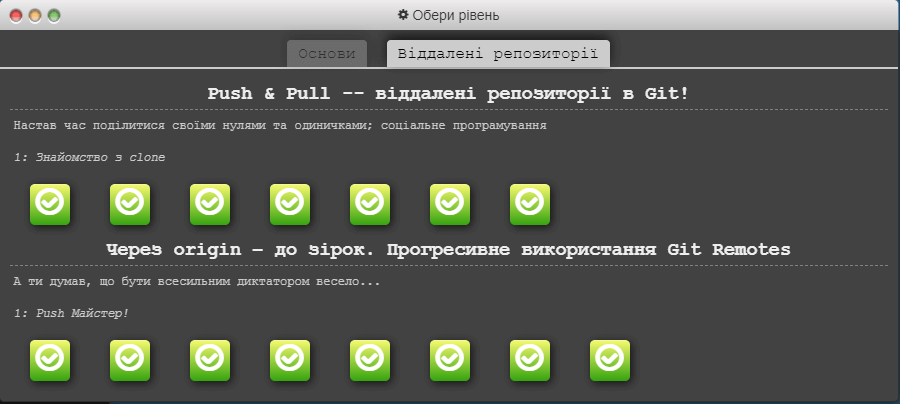 Обери рівень
Основи Віддалені репозиторії
Push & Pull -- віддалені репозиторії в Git!
Настав час поділитися своїми нулями та одиничками; соціальне програмування
1: Знайомство з clone
Через origin – до зірок. Прогресивне використання Git Remotes
А ти думав, що бути всесильним диктатором весело...
1: Push Майстер!